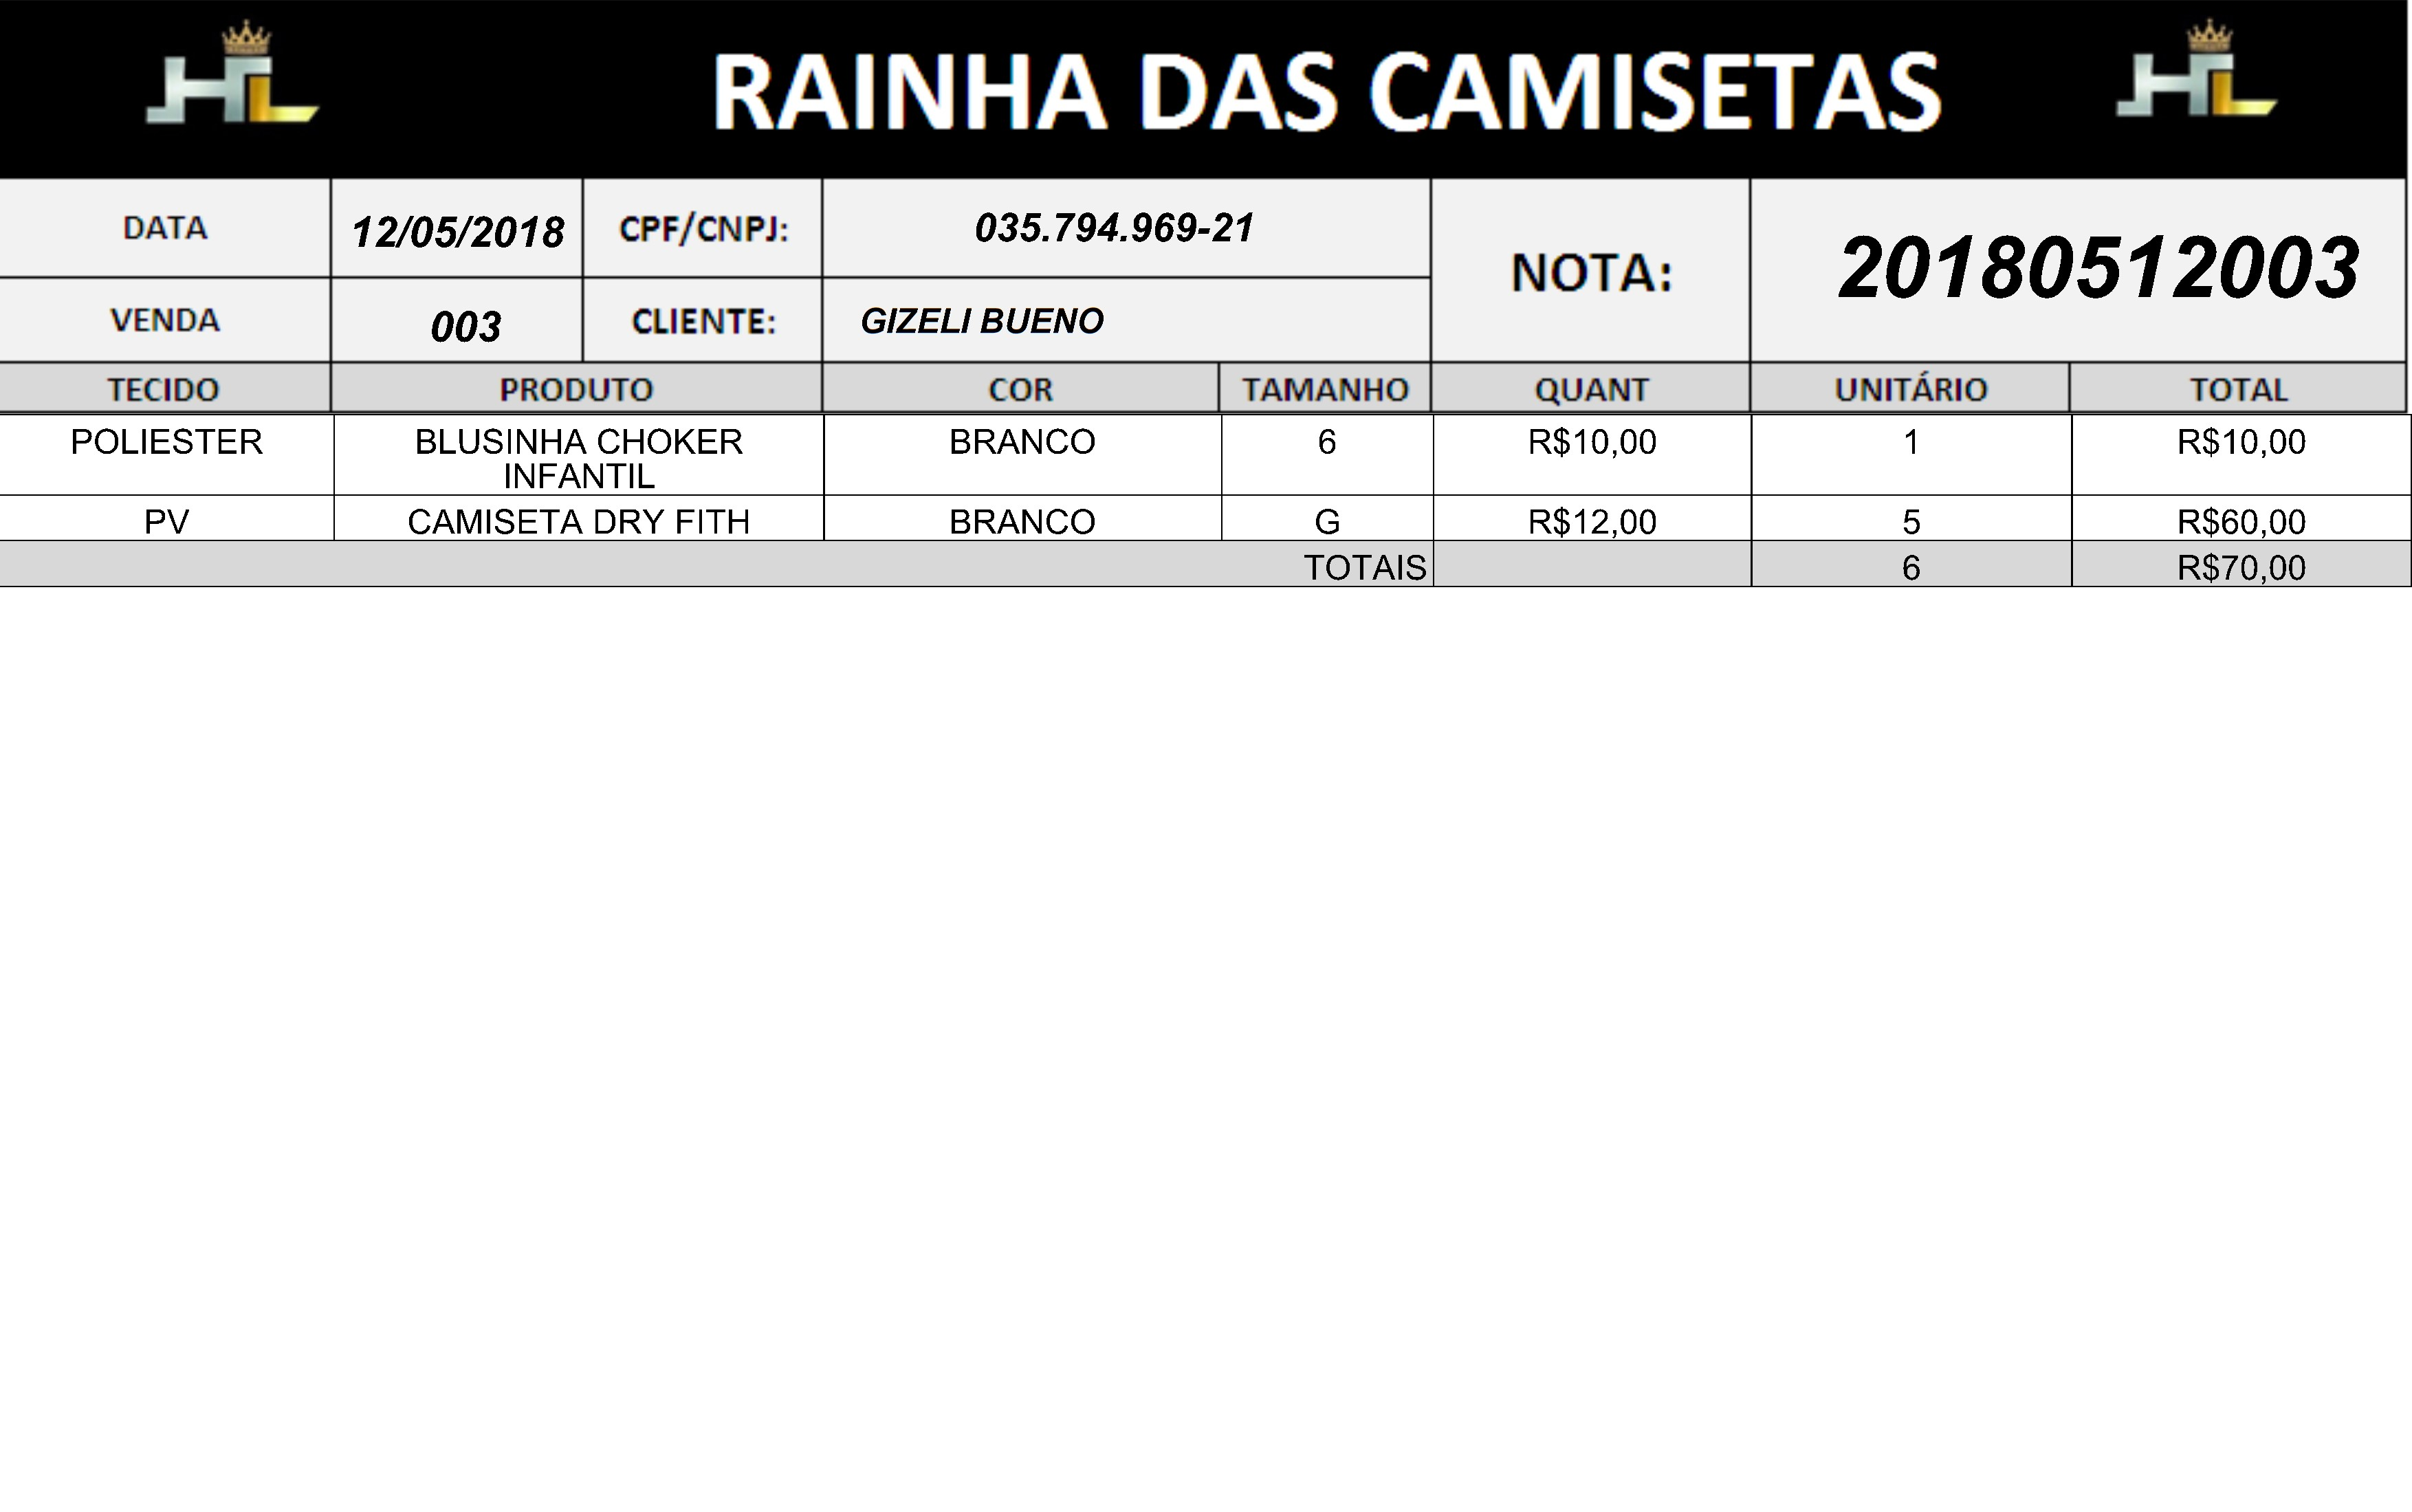 HL RAINHA DAS CAMISETAS HL
DATA 12/05/2018 CPF/CNPJ: 035.794.969-21 NOTA: 20180512003
VENDA 003 CLIENTE: GIZELI BUENO
TECIDO PRODUTO COR TAMANHO QUANT UNITÁRIO TOTAL
POLIESTER BLUSINHA CHOKER BRANCO 6 R$10,00 1 R$10,00
INFANTIL
PV CAMISETA DRY FITH BRANCO G R$12,00 5 R$60,00
TOTAIS 6 R$70,00